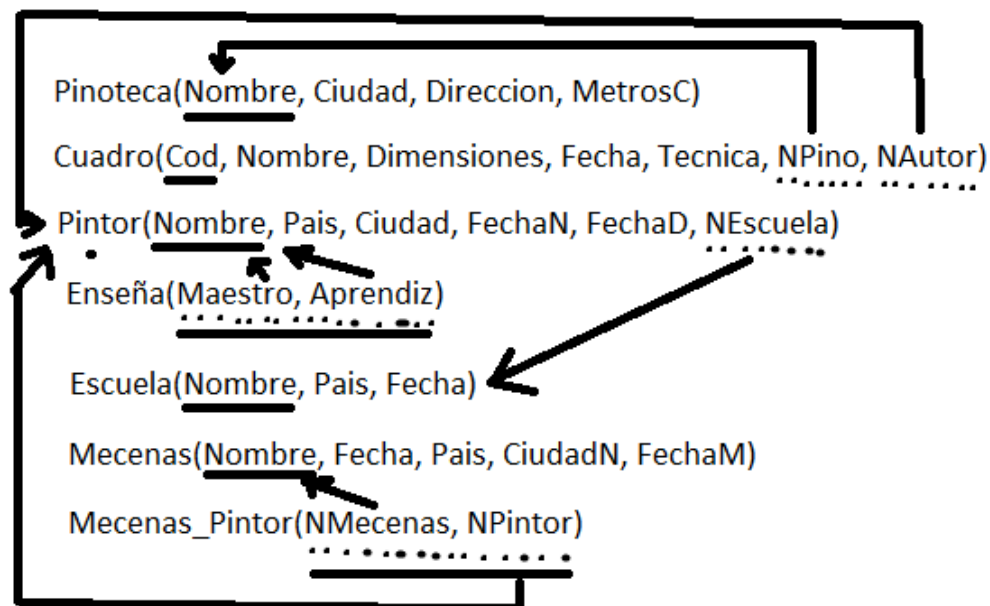 Pinoteca(Nombre, Ciudad, Direccion, MetrosC)
Cuadro(Cod, Nombre, Dimensiones, Fecha, Tecnica, NPino, NAutor)
Pintor(Nombre, Pais, Ciudad, FechaN, FechaD, NEscuela)
Enseña(Maestro, Aprendiz)
Escuela(Nombre, Pais, Fecha)
Mecenas(Nombre, Fecha, Pais, CiudadN, FechaM)
Mecenas_Pintor(NMecenas, NPintor)